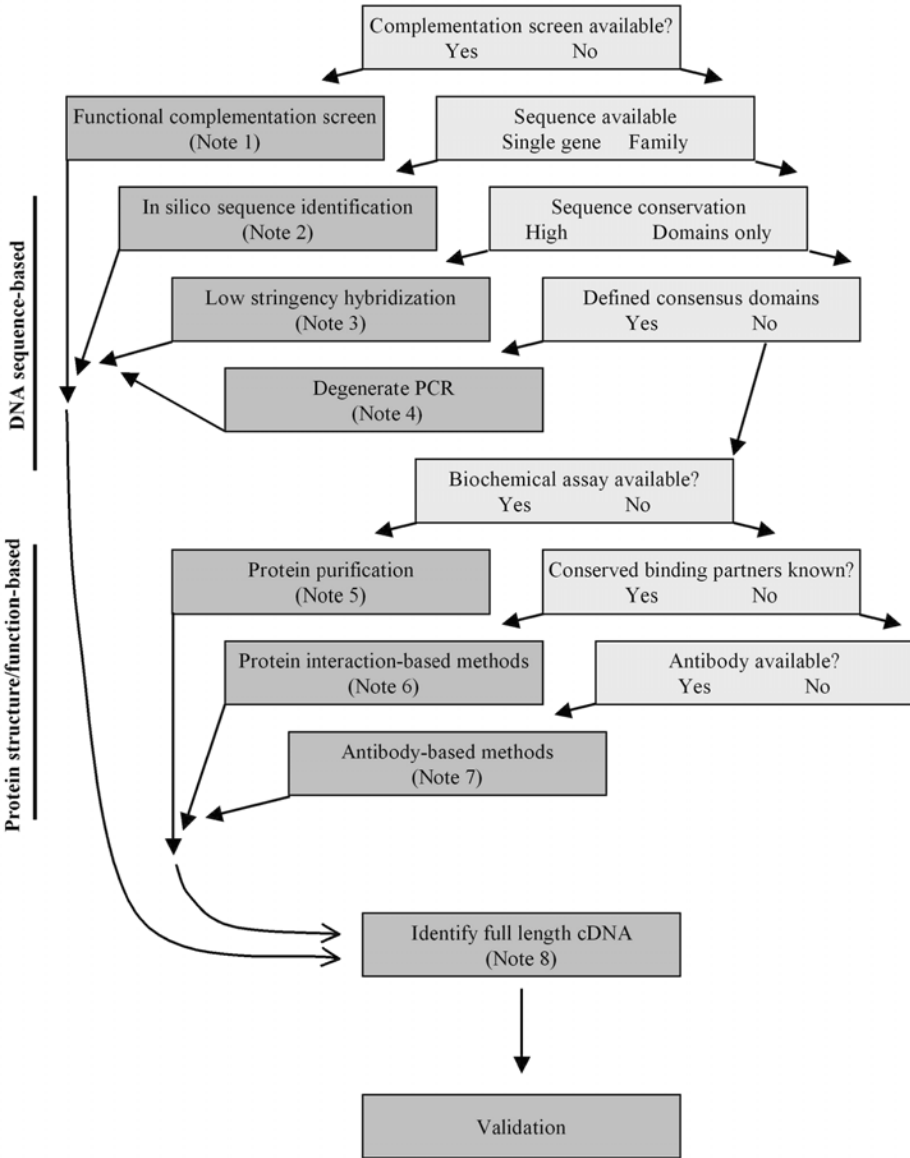 Complementation screen available?
Yes No
Functional complementation screen
(Note 1)
Sequence available
Single gene Family
DNA sequence-based
In silico sequence identification
(Note 2)
Sequence conservation
High Domains only
Low stringency hybridization
(Note 3)
Defined consensus domains
Yes No
Degenerate PCR
(Note 4)
Biochemical assay available?
Yes No
Protein structure/function-based
Protein purification
(Note 5)
Conserved binding partners known?
Yes No
Protein interaction-based methods
(Note 6)
Antibody available?
Yes No
Antibody-based methods
(Note 7)
Identify full length cDNA
(Note 8)
Validation